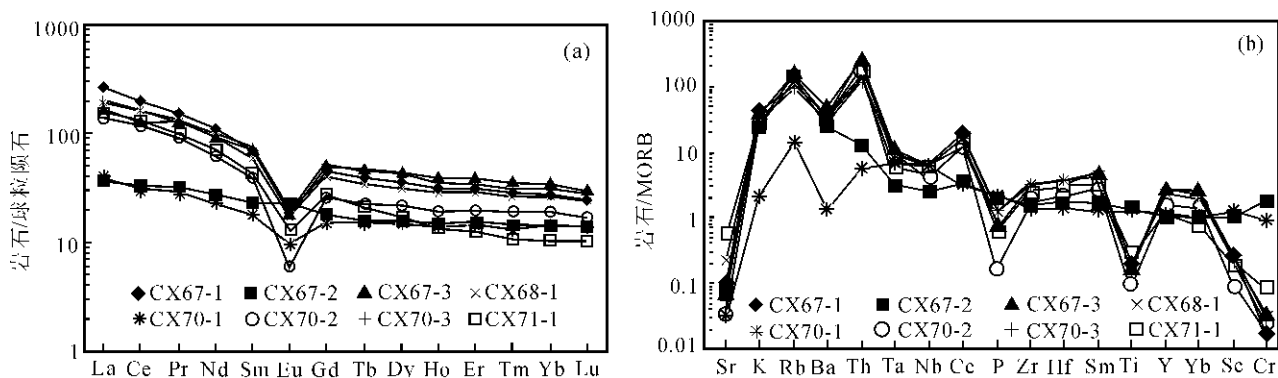 1000
(a)
100
岩石/球粒陨石
10
CX67-1 CX67-2 CX67-3 CX68-1
CX70-1 CX70-2 CX70-3 CX71-1
1
La Ce Pr Nd Sm Eu Gd Tb Dy Ho Er Tm Yb Lu
1000
(b)
100
10
岩石/MORB
1
0.1
CX67-1 CX67-2 CX67-3 CX68-1
CX70-1 CX70-2 CX70-3 CX71-1
0.01
Sr K Rb Ba Th Ta Nb Cc P Zr Hf Sm Ti Y Yb Sc Cr